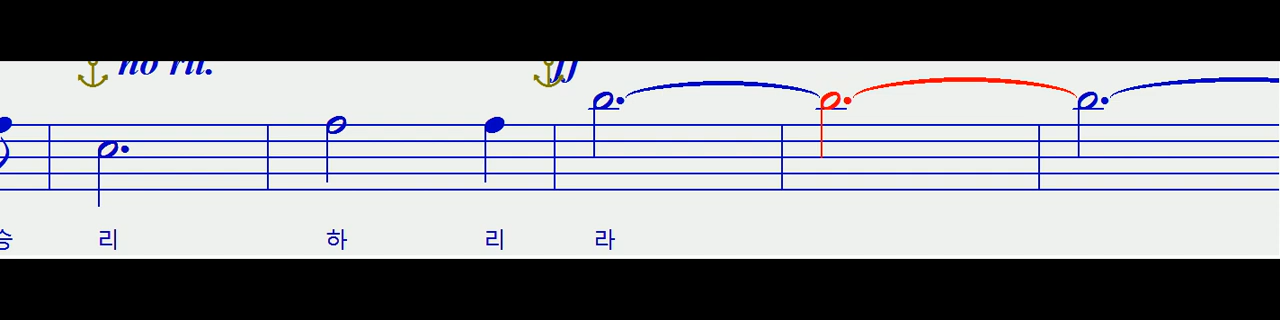 no rit.
ff
승 리 하 리 라